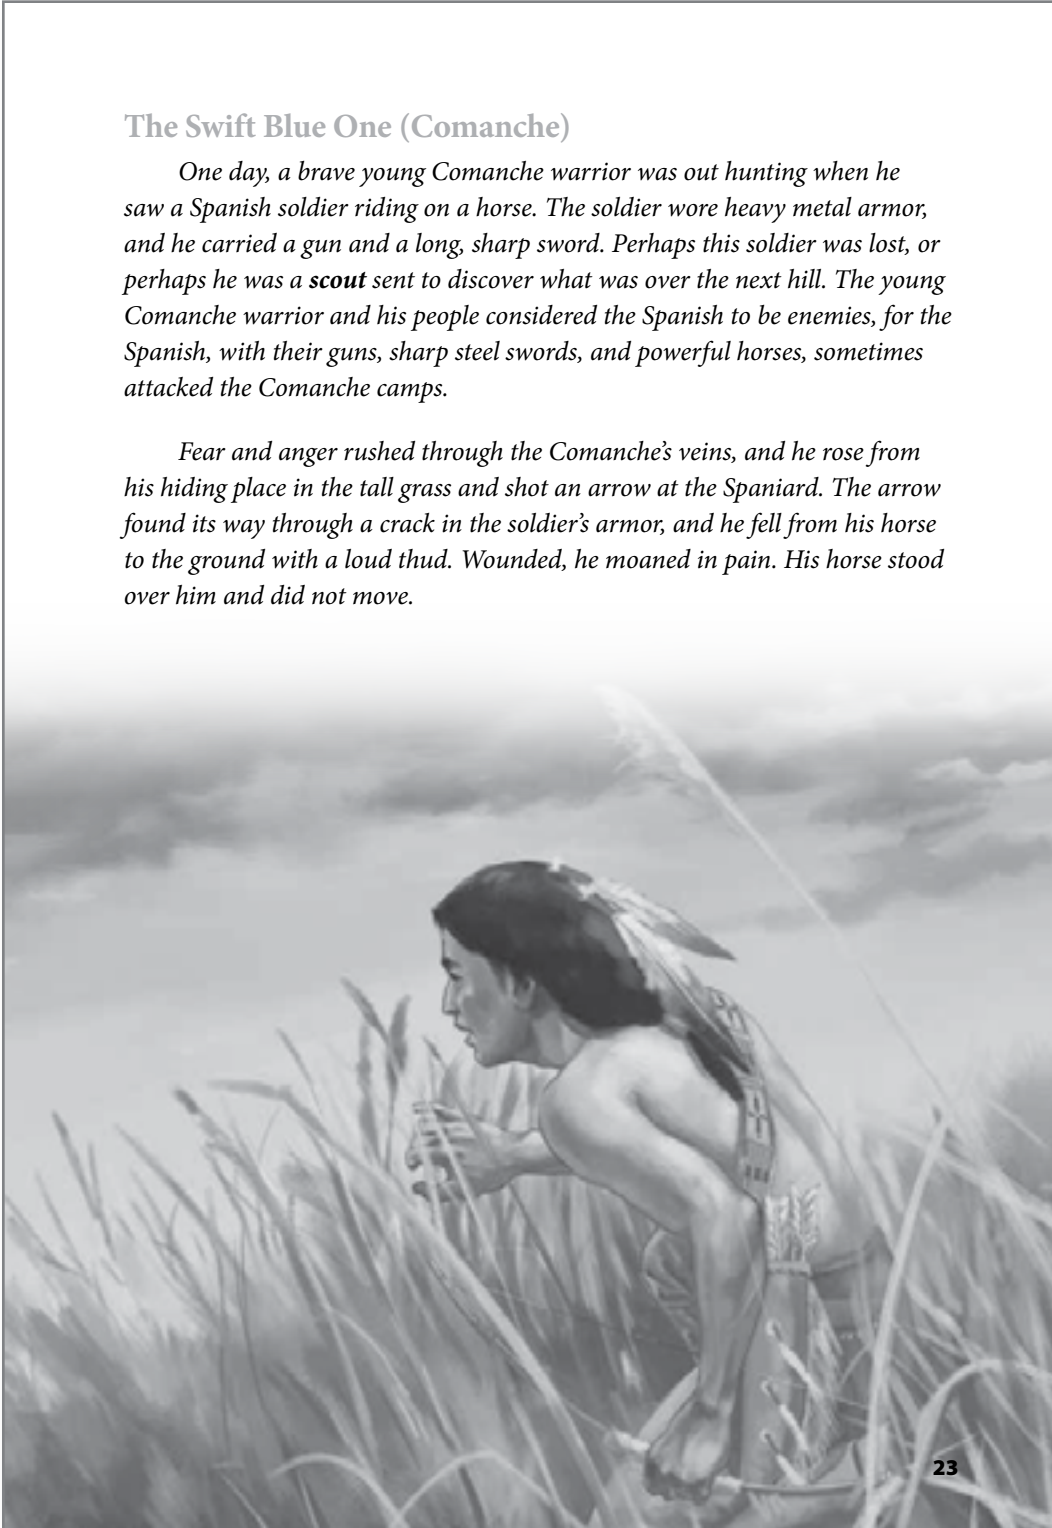 The Swift Blue One (Comanche)
One day, a brave young Comanche warrior was out hunting when he
saw a Spanish soldier riding on a horse. The soldier wore heavy metal armor,
and he carried a gun and a long, sharp sword. Perhaps this soldier was lost, or
perhaps he was a scout sent to discover what was over the next hill. The young
Comanche warrior and his people considered the Spanish to be enemies, for the
Spanish, with their guns, sharp steel swords, and powerful horses, sometimes
attacked the Comanche camps.
Fear and anger rushed through the Comanche’s veins, and he rose from
his hiding place in the tall grass and shot an arrow at the Spaniard. The arrow
found its way through a crack in the soldier’s armor, and he fell from his horse
to the ground with a loud thud. Wounded, he moaned in pain. His horse stood
over him and did not move.
23